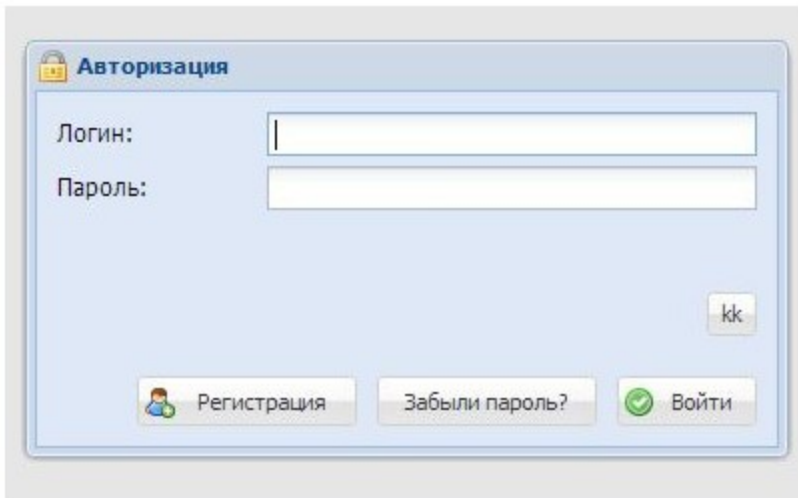 Авторизация
Логин:
Пароль:
kk
Регистрация Забыли пароль? Войти